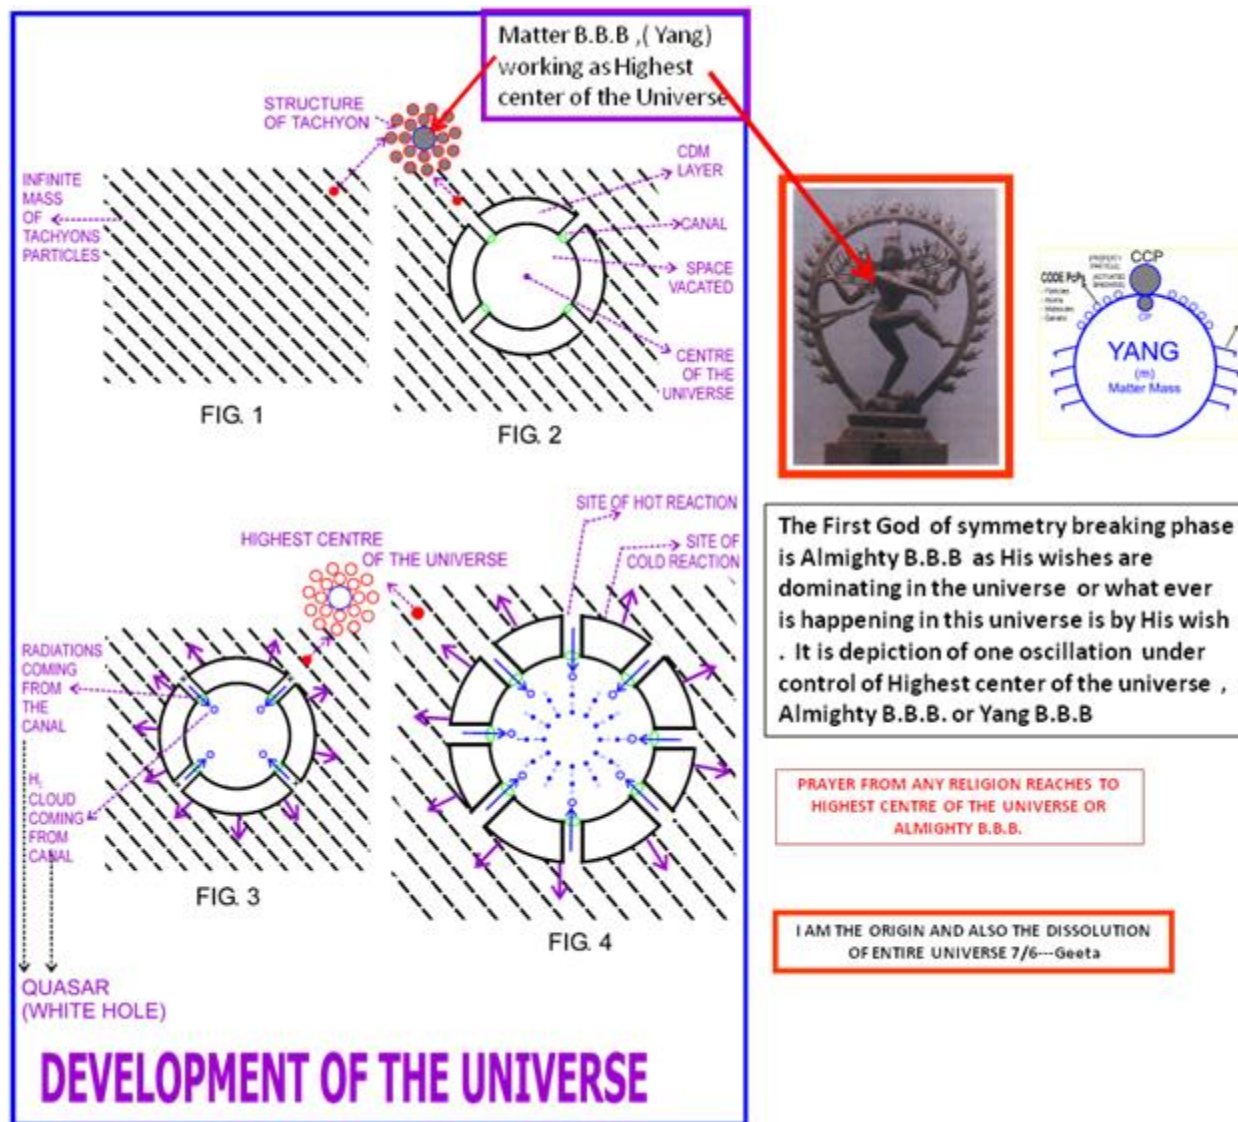 Matter B.B.B ,( Yang)
working as Highest
center of the Universe
STRUCTURE
OF TACHYON
INFINITE
MASS
OF
TACHYONS
PARTICLES
FIG. 1
CDM
LAYER
CANAL
SPACE
VACATED
CENTRE
OF THE
UNIVERSE
FIG. 2
HIGHEST CENTRE
OF THE UNIVERSE
RADIATIONS
COMING
FROM
THE
CANAL
H₂
CLOUD
COMING
FROM
CANAL
FIG. 3
QUASAR
(WHITE HOLE)
SITE OF HOT REACTION
SITE OF
COLD REACTION
FIG. 4
DEVELOPMENT OF THE UNIVERSE
CCP
CODE PcPs
CP
YANG
(m)
Matter Mass
The First God of symmetry breaking phase
is Almighty B.B.B as His wishes are
dominating in the universe or what ever
is happening in this universe is by His wish
. It is depiction of one oscillation under
control of Highest center of the universe ,
Almighty B.B.B. or Yang B.B.B
PRAYER FROM ANY RELIGION REACHES TO
HIGHEST CENTRE OF THE UNIVERSE OR
ALMIGHTY B.B.B.
I AM THE ORIGIN AND ALSO THE DISSOLUTION
OF ENTIRE UNIVERSE 7/6---Geeta